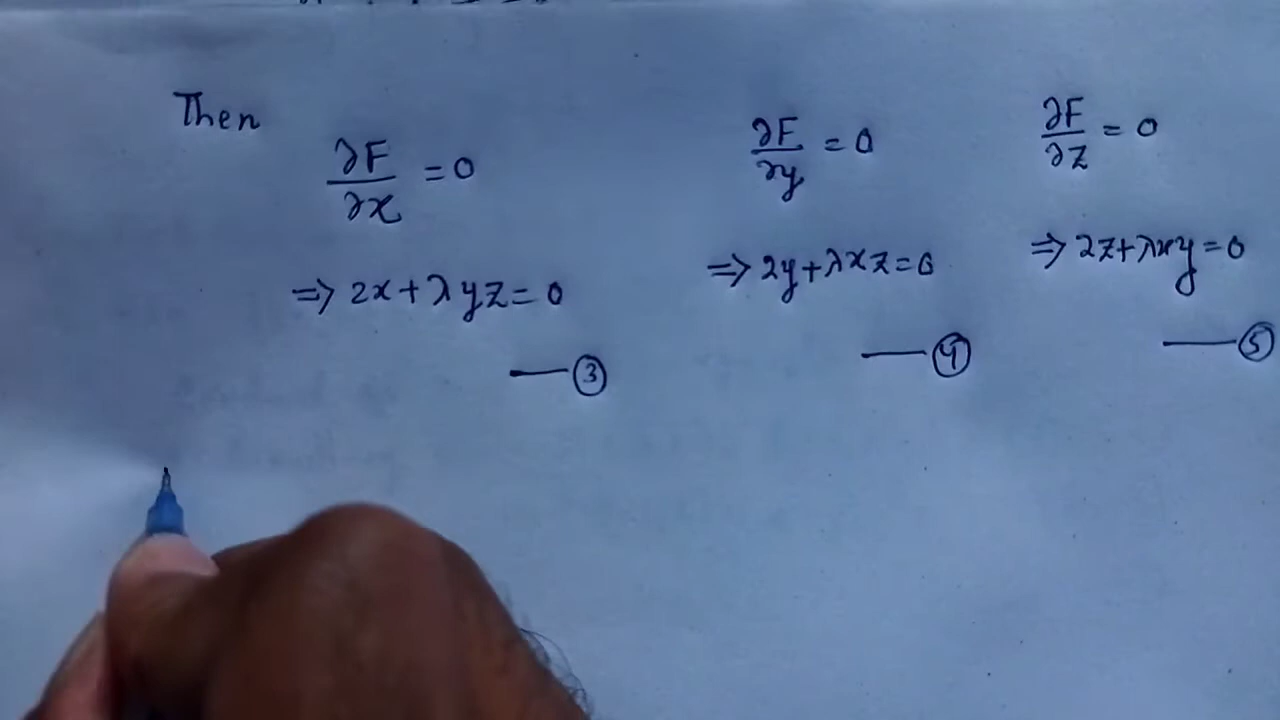 Then
∂F/∂x = 0
∂F/∂y = 0
∂F/∂z = 0
⇒ 2x + λyz = 0
⇒ 2y + λxz = 0
⇒ 2z + λxy = 0
— ③
— ④
— ⑤